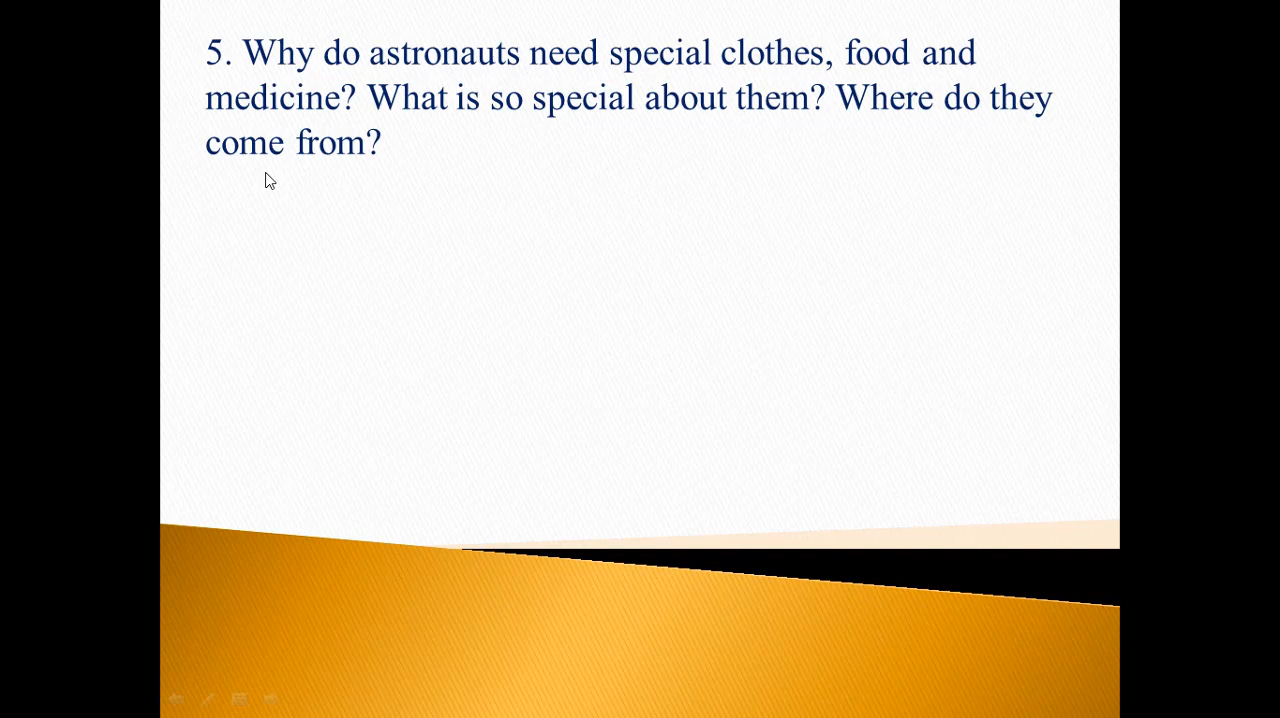 5. Why do astronauts need special clothes, food and
medicine? What is so special about them? Where do they
come from?